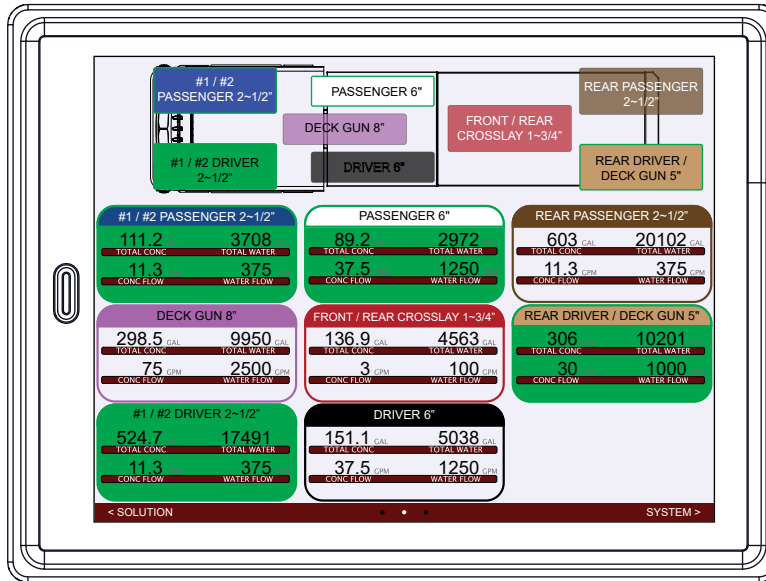 #1 / #2
PASSENGER 2~1/2"
PASSENGER 6"
REAR PASSENGER
2~1/2"
DECK GUN 8"
FRONT / REAR
CROSSLAY 1~3/4"
#1 / #2 DRIVER
2~1/2"
DRIVER 6"
REAR DRIVER /
DECK GUN 5"
#1 / #2 PASSENGER 2~1/2"
111.2 3708
TOTAL CONC TOTAL WATER
11.3 375
CONC FLOW WATER FLOW
PASSENGER 6"
89.2 2972
TOTAL CONC TOTAL WATER
37.5 1250
CONC FLOW WATER FLOW
REAR PASSENGER 2~1/2"
603 GAL 20102 GAL
TOTAL CONC TOTAL WATER
11.3 GPM 375 GPM
CONC FLOW WATER FLOW
DECK GUN 8"
298.5 GAL 9950 GAL
TOTAL CONC TOTAL WATER
75 GPM 2500 GPM
CONC FLOW WATER FLOW
FRONT / REAR CROSSLAY 1~3/4"
136.9 GAL 4563 GAL
TOTAL CONC TOTAL WATER
3 GPM 100 GPM
CONC FLOW WATER FLOW
REAR DRIVER / DECK GUN 5"
306 10201
TOTAL CONC TOTAL WATER
30 1000
CONC FLOW WATER FLOW
#1 / #2 DRIVER 2~1/2"
524.7 17491
TOTAL CONC TOTAL WATER
11.3 375
CONC FLOW WATER FLOW
DRIVER 6"
151.1 GAL 5038 GAL
TOTAL CONC TOTAL WATER
37.5 GPM 1250 GPM
CONC FLOW WATER FLOW
< SOLUTION SYSTEM >